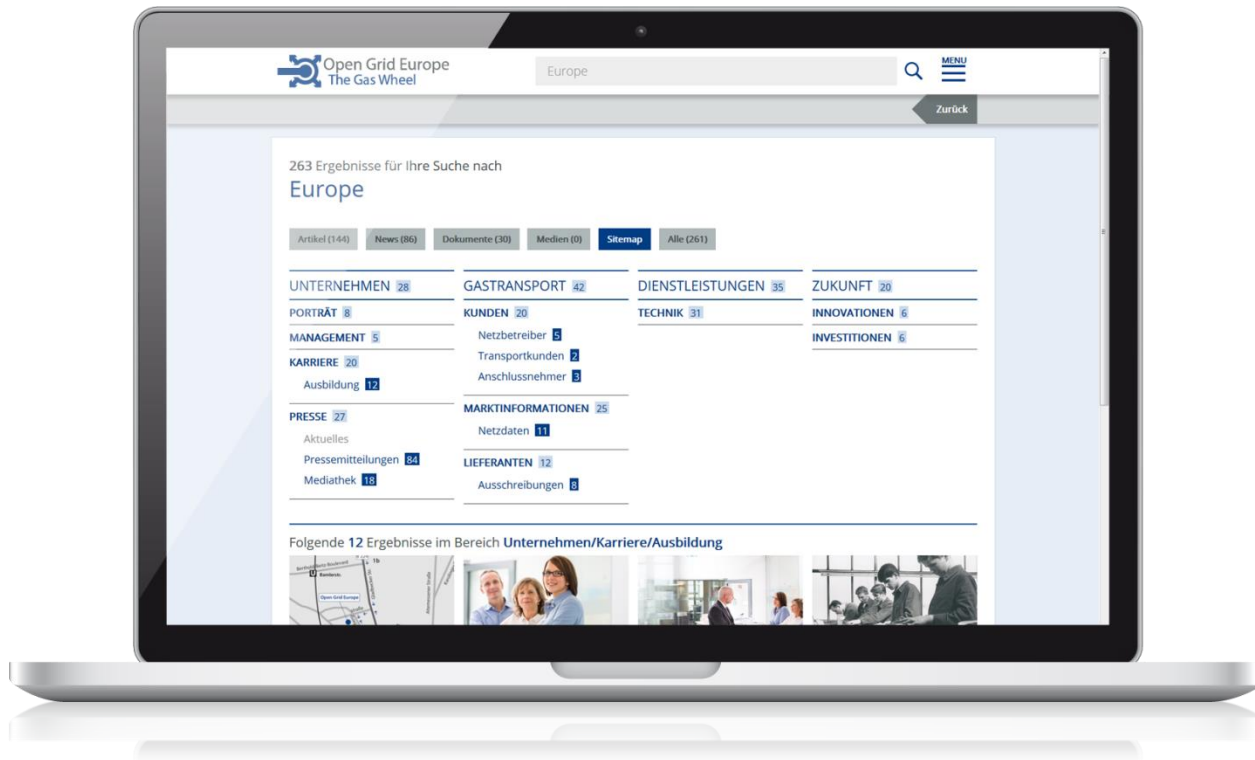 Open Grid Europe
The Gas Wheel
Europe
MENU
Zurück
263 Ergebnisse für Ihre Suche nach
Europe
Artikel (144) News (86) Dokumente (30) Medien (0) Sitemap Alle (261)
UNTERNEHMEN 28
PORTRÄT 8
MANAGEMENT 5
KARRIERE 20
Ausbildung 12
PRESSE 27
Aktuelles
Pressemitteilungen 84
Mediathek 18
GASTRANSPORT 42
KUNDEN 20
Netzbetreiber 5
Transportkunden 2
Anschlussnehmer 3
MARKTINFORMATIONEN 25
Netzdaten 11
LIEFERANTEN 12
Ausschreibungen 8
DIENSTLEISTUNGEN 35
TECHNIK 31
ZUKUNFT 20
INNOVATIONEN 6
INVESTITIONEN 6
Folgende 12 Ergebnisse im Bereich Unternehmen/Karriere/Ausbildung
Open Grid Europe